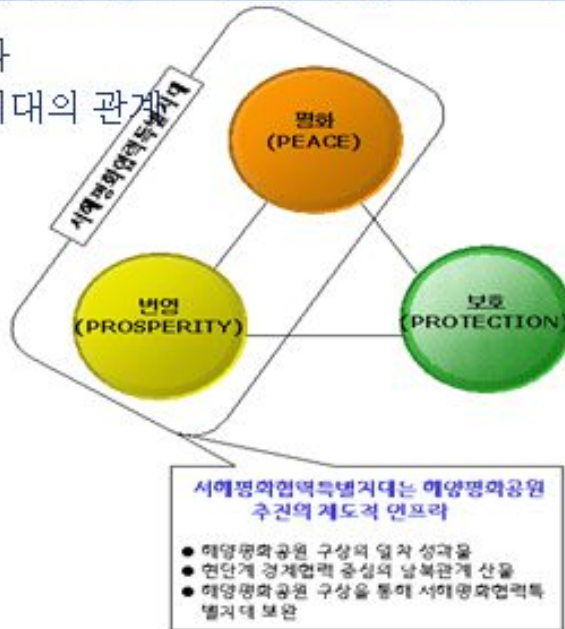 와
지대의 관계
서해평화협력특별지대
평화
(PEACE)
번영
(PROSPERITY)
보호
(PROTECTION)
서해평화협력특별지대는 해양평화공원
추진의 제도적 인프라
● 해양평화공원 구상의 일차 성과물
● 현단계 경제협력 중심의 남북관계 산물
● 해양평화공원 구상을 통해 서해평화협력특
별지대 보완